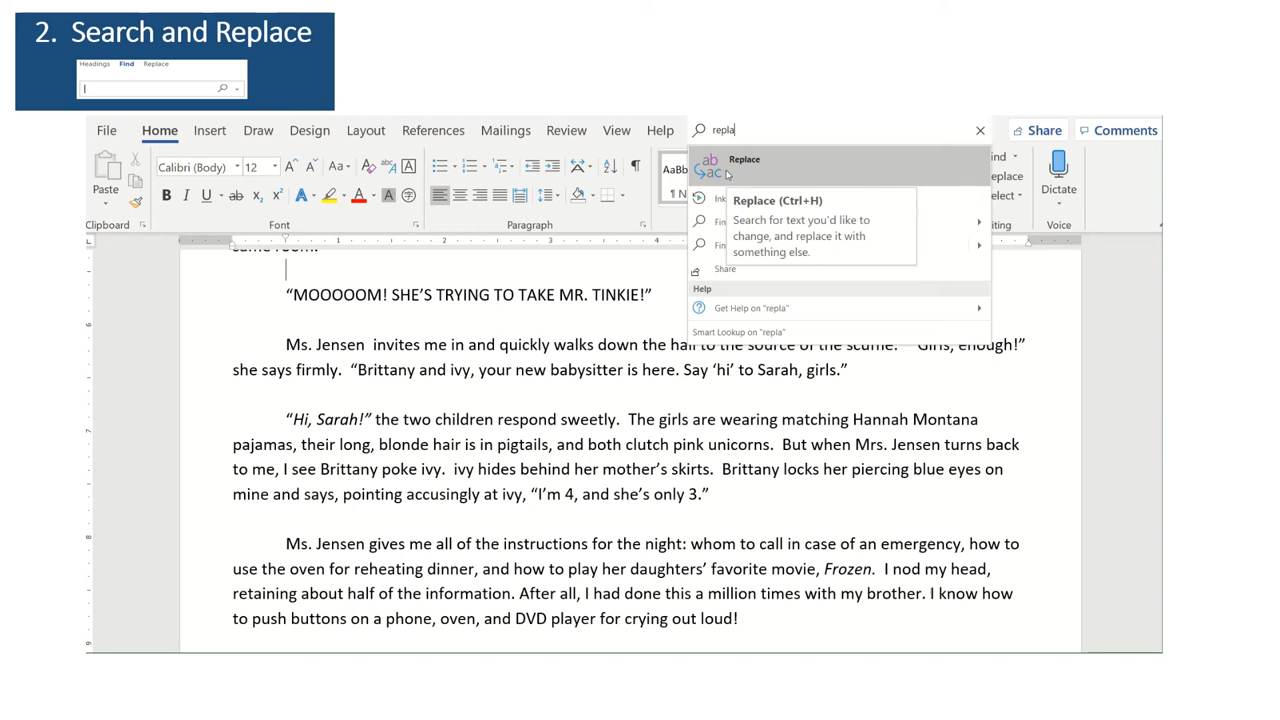 2. Search and Replace
Headings Find Replace
File Home Insert Draw Design Layout References Mailings Review View Help repla Share Comments
Paste Calibri (Body) 12 Replace Dictate
Clipboard Font Paragraph Voice
Replace (Ctrl+H)
Search for text you'd like to
change, and replace it with
something else.
Share
Help
Get Help on "repla"
Smart Lookup on "repla"
“MOOOOOM! SHE’S TRYING TO TAKE MR. TINKIE!”
Ms. Jensen  invites me in and quickly walks down the hall to the source of the scuffle.  “Girls, enough!”
she says firmly.  “Brittany and ivy, your new babysitter is here. Say ‘hi’ to Sarah, girls.”
“Hi, Sarah!” the two children respond sweetly.  The girls are wearing matching Hannah Montana
pajamas, their long, blonde hair is in pigtails, and both clutch pink unicorns.  But when Mrs. Jensen turns back
to me, I see Brittany poke ivy.  ivy hides behind her mother’s skirts.  Brittany locks her piercing blue eyes on
mine and says, pointing accusingly at ivy, “I’m 4, and she’s only 3.”
Ms. Jensen gives me all of the instructions for the night: whom to call in case of an emergency, how to
use the oven for reheating dinner, and how to play her daughters’ favorite movie, Frozen.  I nod my head,
retaining about half of the information. After all, I had done this a million times with my brother. I know how
to push buttons on a phone, oven, and DVD player for crying out loud!